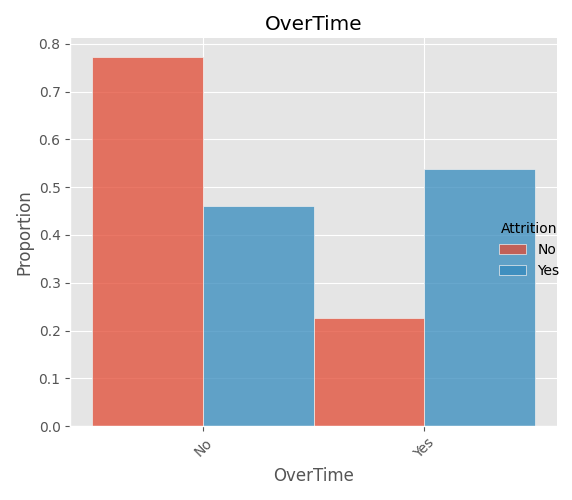 OverTime
0.8
0.7
0.6
0.5
0.4
0.3
0.2
0.1
0.0
Proportion
Attrition
No
Yes
No
Yes
OverTime